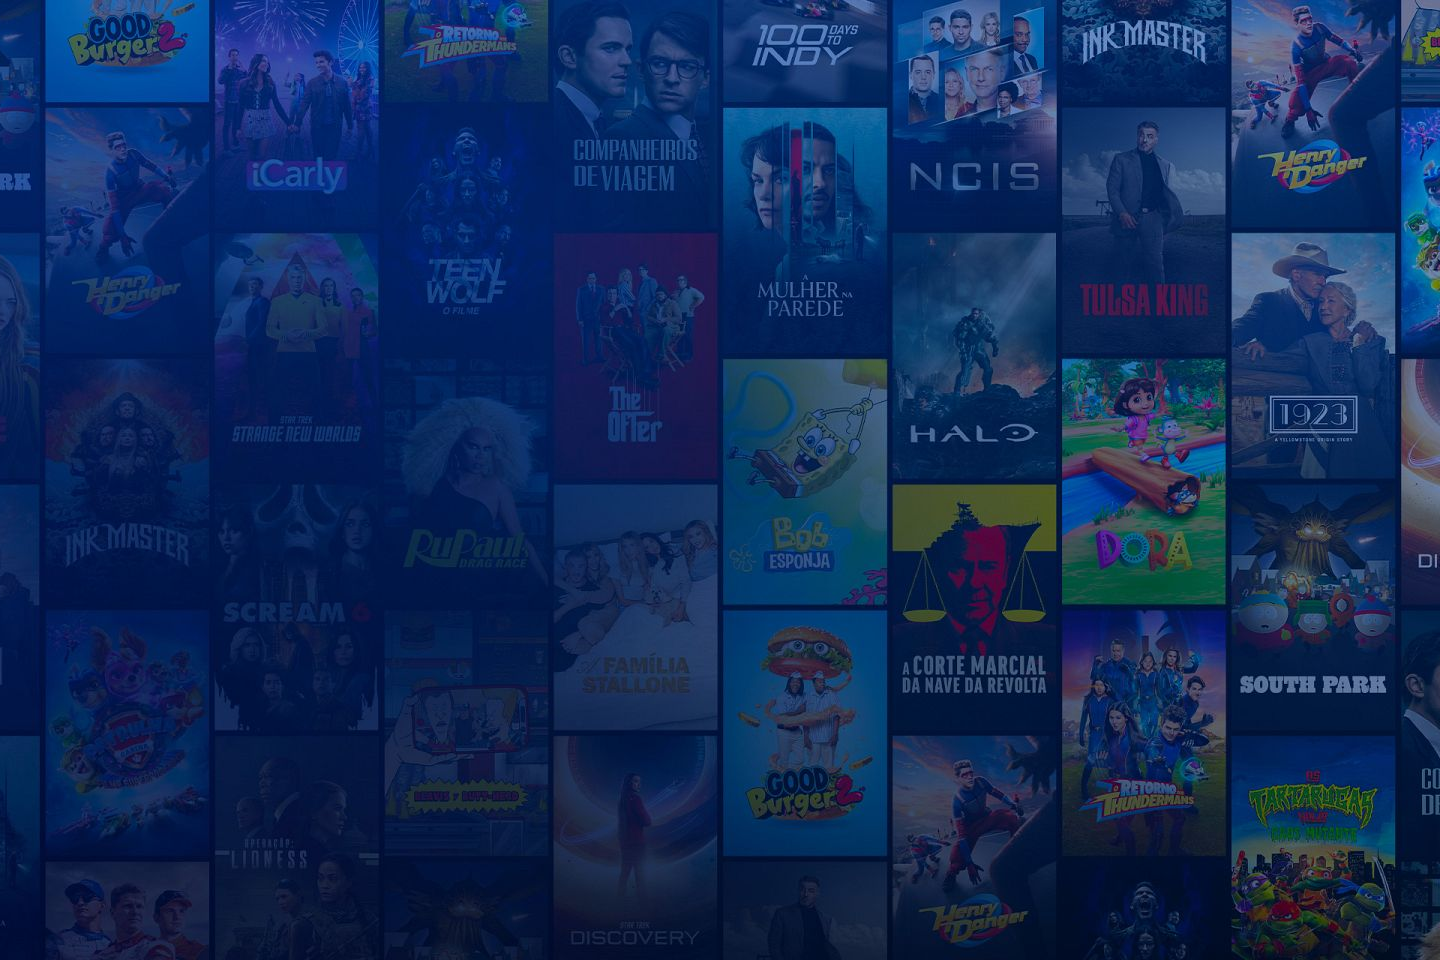 RK
GOOD
Burger 2
Henry
Danger
INK MASTER
iCarly
STAR TREK
STRANGE NEW WORLDS
SCREAM 6
OPERAÇÃO:
LIONESS
O RETORNO
THUNDERMANS
TEEN
WOLF
O FILME
RuPaul's
DRAG RACE
BEAVIS Y BUTT-HEAD
COMPANHEIROS
DE VIAGEM
The
Offer
A FAMÍLIA
STALLONE
STAR TREK
DISCOVERY
100 DAYS
TO
INDY
A
MULHER NA
PAREDE
Bob
ESPONJA
GOOD
Burger 2
NCIS
HALO
A CORTE MARCIAL
DA NAVE DA REVOLTA
Henry
Danger
INK MASTER
TULSA KING
DORA
O RETORNO
THUNDERMANS
Henry
Danger
1923
A YELLOWSTONE ORIGIN STORY
SOUTH PARK
OS
TARTARUGAS
NINJA
CAOS MUTANTE
DI
CO
DE